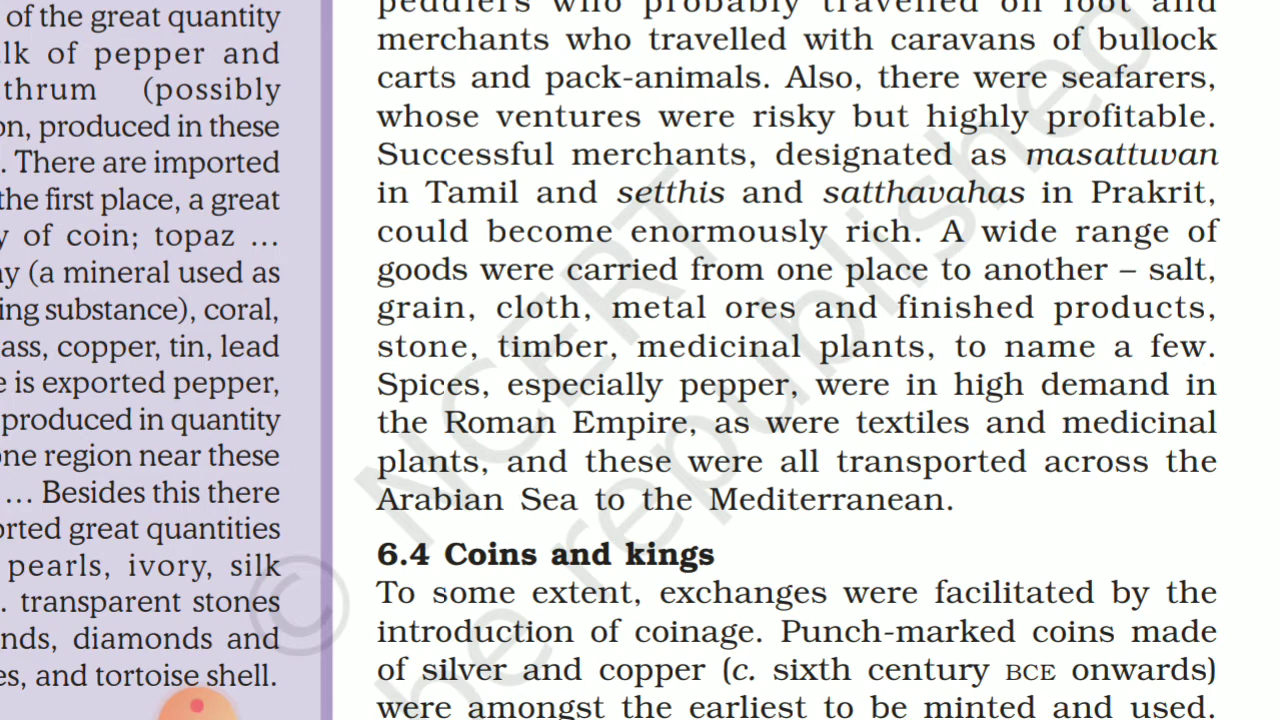 of the great quantity
of pepper and
thrum (possibly
produced in these
There are imported
the first place, a great
of coin; topaz ...
(a mineral used as
ing substance), coral,
ass, copper, tin, lead
is exported pepper,
produced in quantity
one region near these
... Besides this there
orted great quantities
pearls, ivory, silk
transparent stones
nds, diamonds and
es, and tortoise shell.
peddlers who probably travelled on foot and
merchants who travelled with caravans of bullock
carts and pack-animals. Also, there were seafarers,
whose ventures were risky but highly profitable.
Successful merchants, designated as masattuvan
in Tamil and setthis and satthavahas in Prakrit,
could become enormously rich. A wide range of
goods were carried from one place to another – salt,
grain, cloth, metal ores and finished products,
stone, timber, medicinal plants, to name a few.
Spices, especially pepper, were in high demand in
the Roman Empire, as were textiles and medicinal
plants, and these were all transported across the
Arabian Sea to the Mediterranean.
6.4 Coins and kings
To some extent, exchanges were facilitated by the
introduction of coinage. Punch-marked coins made
of silver and copper (c. sixth century BCE onwards)
were amongst the earliest to be minted and used.
© NCERT
be republished